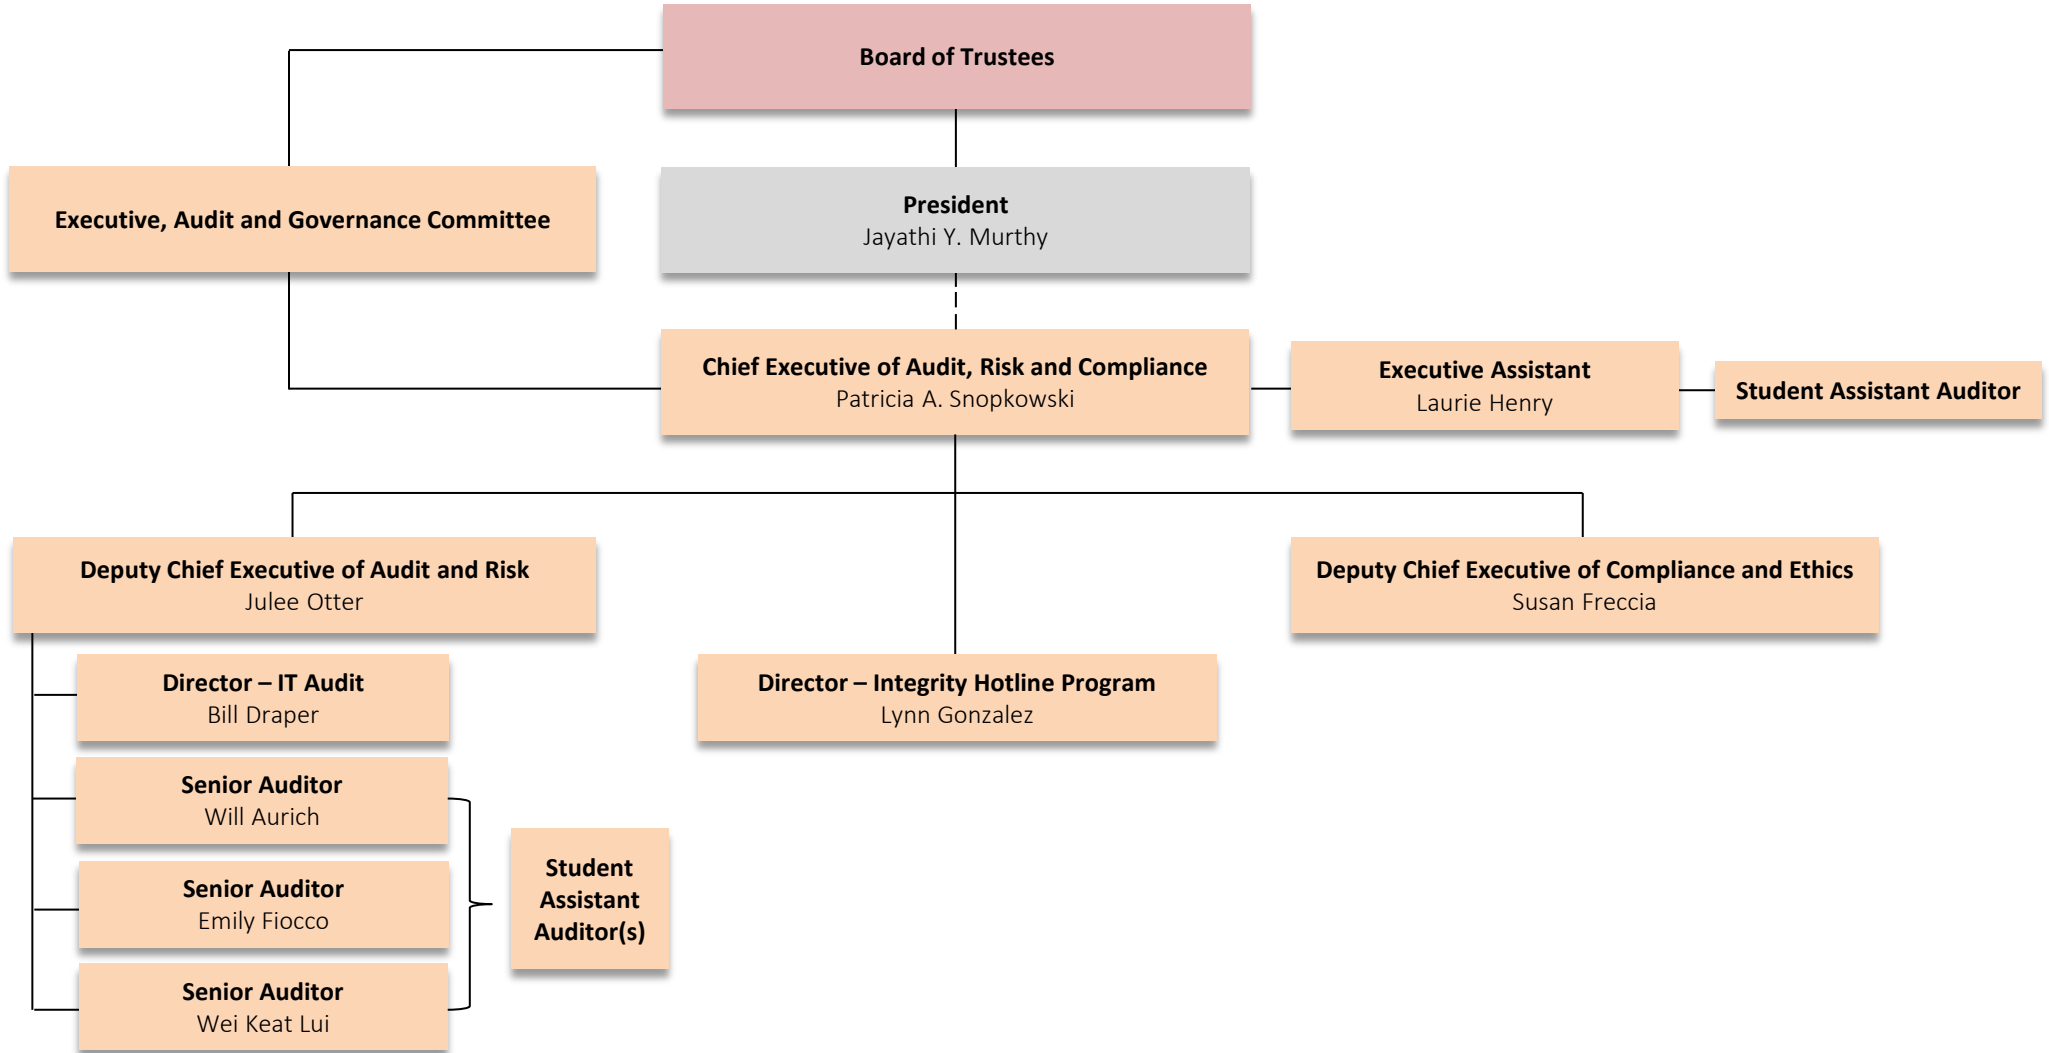 Board of Trustees
Executive, Audit and Governance Committee
President
Jayathi Y. Murthy
Chief Executive of Audit, Risk and Compliance
Patricia A. Snopkowski
Executive Assistant
Laurie Henry
Student Assistant Auditor
Deputy Chief Executive of Audit and Risk
Julee Otter
Deputy Chief Executive of Compliance and Ethics
Susan Freccia
Director – IT Audit
Bill Draper
Director – Integrity Hotline Program
Lynn Gonzalez
Senior Auditor
Will Aurich
Senior Auditor
Emily Fiocco
Student
Assistant
Auditor(s)
Senior Auditor
Wei Keat Lui